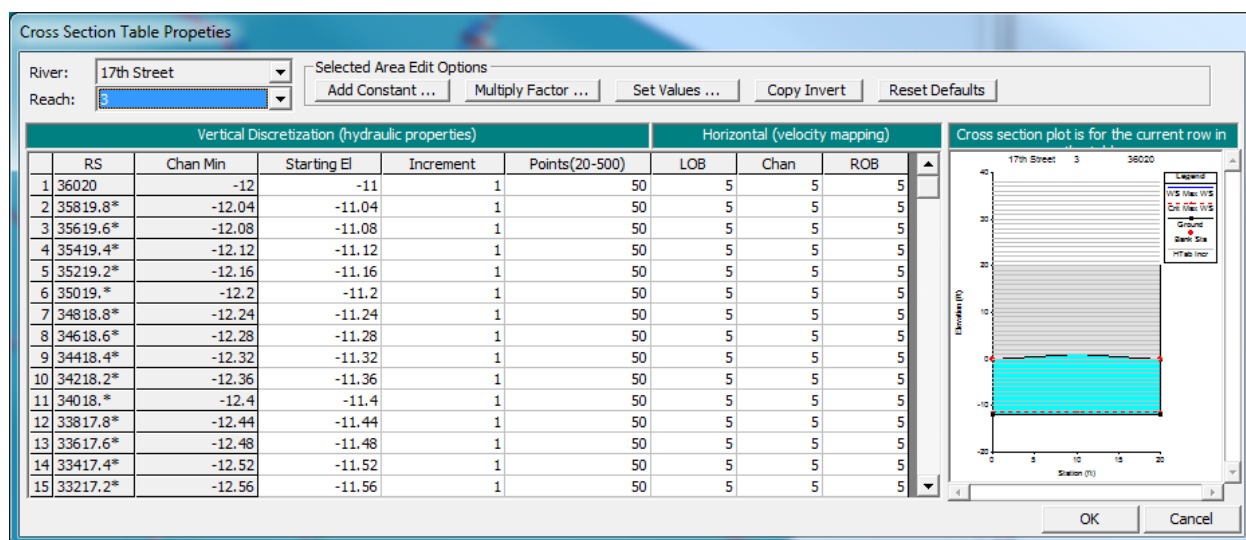 Cross Section Table Propeties
River: 17th Street
Reach: 3
Selected Area Edit Options
Add Constant ... Multiply Factor ... Set Values ... Copy Invert Reset Defaults
Vertical Discretization (hydraulic properties) Horizontal (velocity mapping)
RS Chan Min Starting El Increment Points(20-500) LOB Chan ROB
1 36020 -12 -11 1 50 5 5 5
2 35819.8* -12.04 -11.04 1 50 5 5 5
3 35619.6* -12.08 -11.08 1 50 5 5 5
4 35419.4* -12.12 -11.12 1 50 5 5 5
5 35219.2* -12.16 -11.16 1 50 5 5 5
6 35019.* -12.2 -11.2 1 50 5 5 5
7 34818.8* -12.24 -11.24 1 50 5 5 5
8 34618.6* -12.28 -11.28 1 50 5 5 5
9 34418.4* -12.32 -11.32 1 50 5 5 5
10 34218.2* -12.36 -11.36 1 50 5 5 5
11 34018.* -12.4 -11.4 1 50 5 5 5
12 33817.8* -12.44 -11.44 1 50 5 5 5
13 33617.6* -12.48 -11.48 1 50 5 5 5
14 33417.4* -12.52 -11.52 1 50 5 5 5
15 33217.2* -12.56 -11.56 1 50 5 5 5
Cross section plot is for the current row in
17th Street 3 36020
Legend
WS Max WS
Crit Max WS
Ground
Bank Sta
HTab Incr
40
30
20
10
0
-10
-20
Elevation (ft)
0 5 10 15 20
Station (ft)
OK Cancel